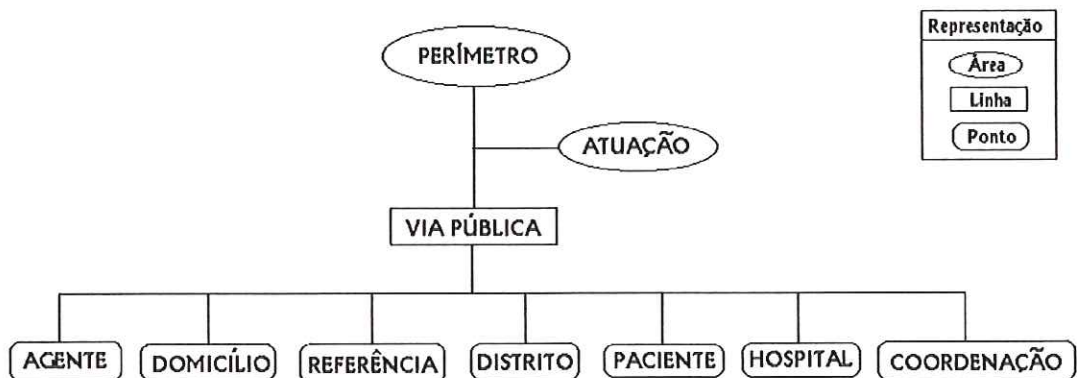 PERÍMETRO
ATUAÇÃO
VIA PÚBLICA
AGENTE DOMICÍLIO REFERÊNCIA DISTRITO PACIENTE HOSPITAL COORDENAÇÃO
Representação
Área
Linha
Ponto